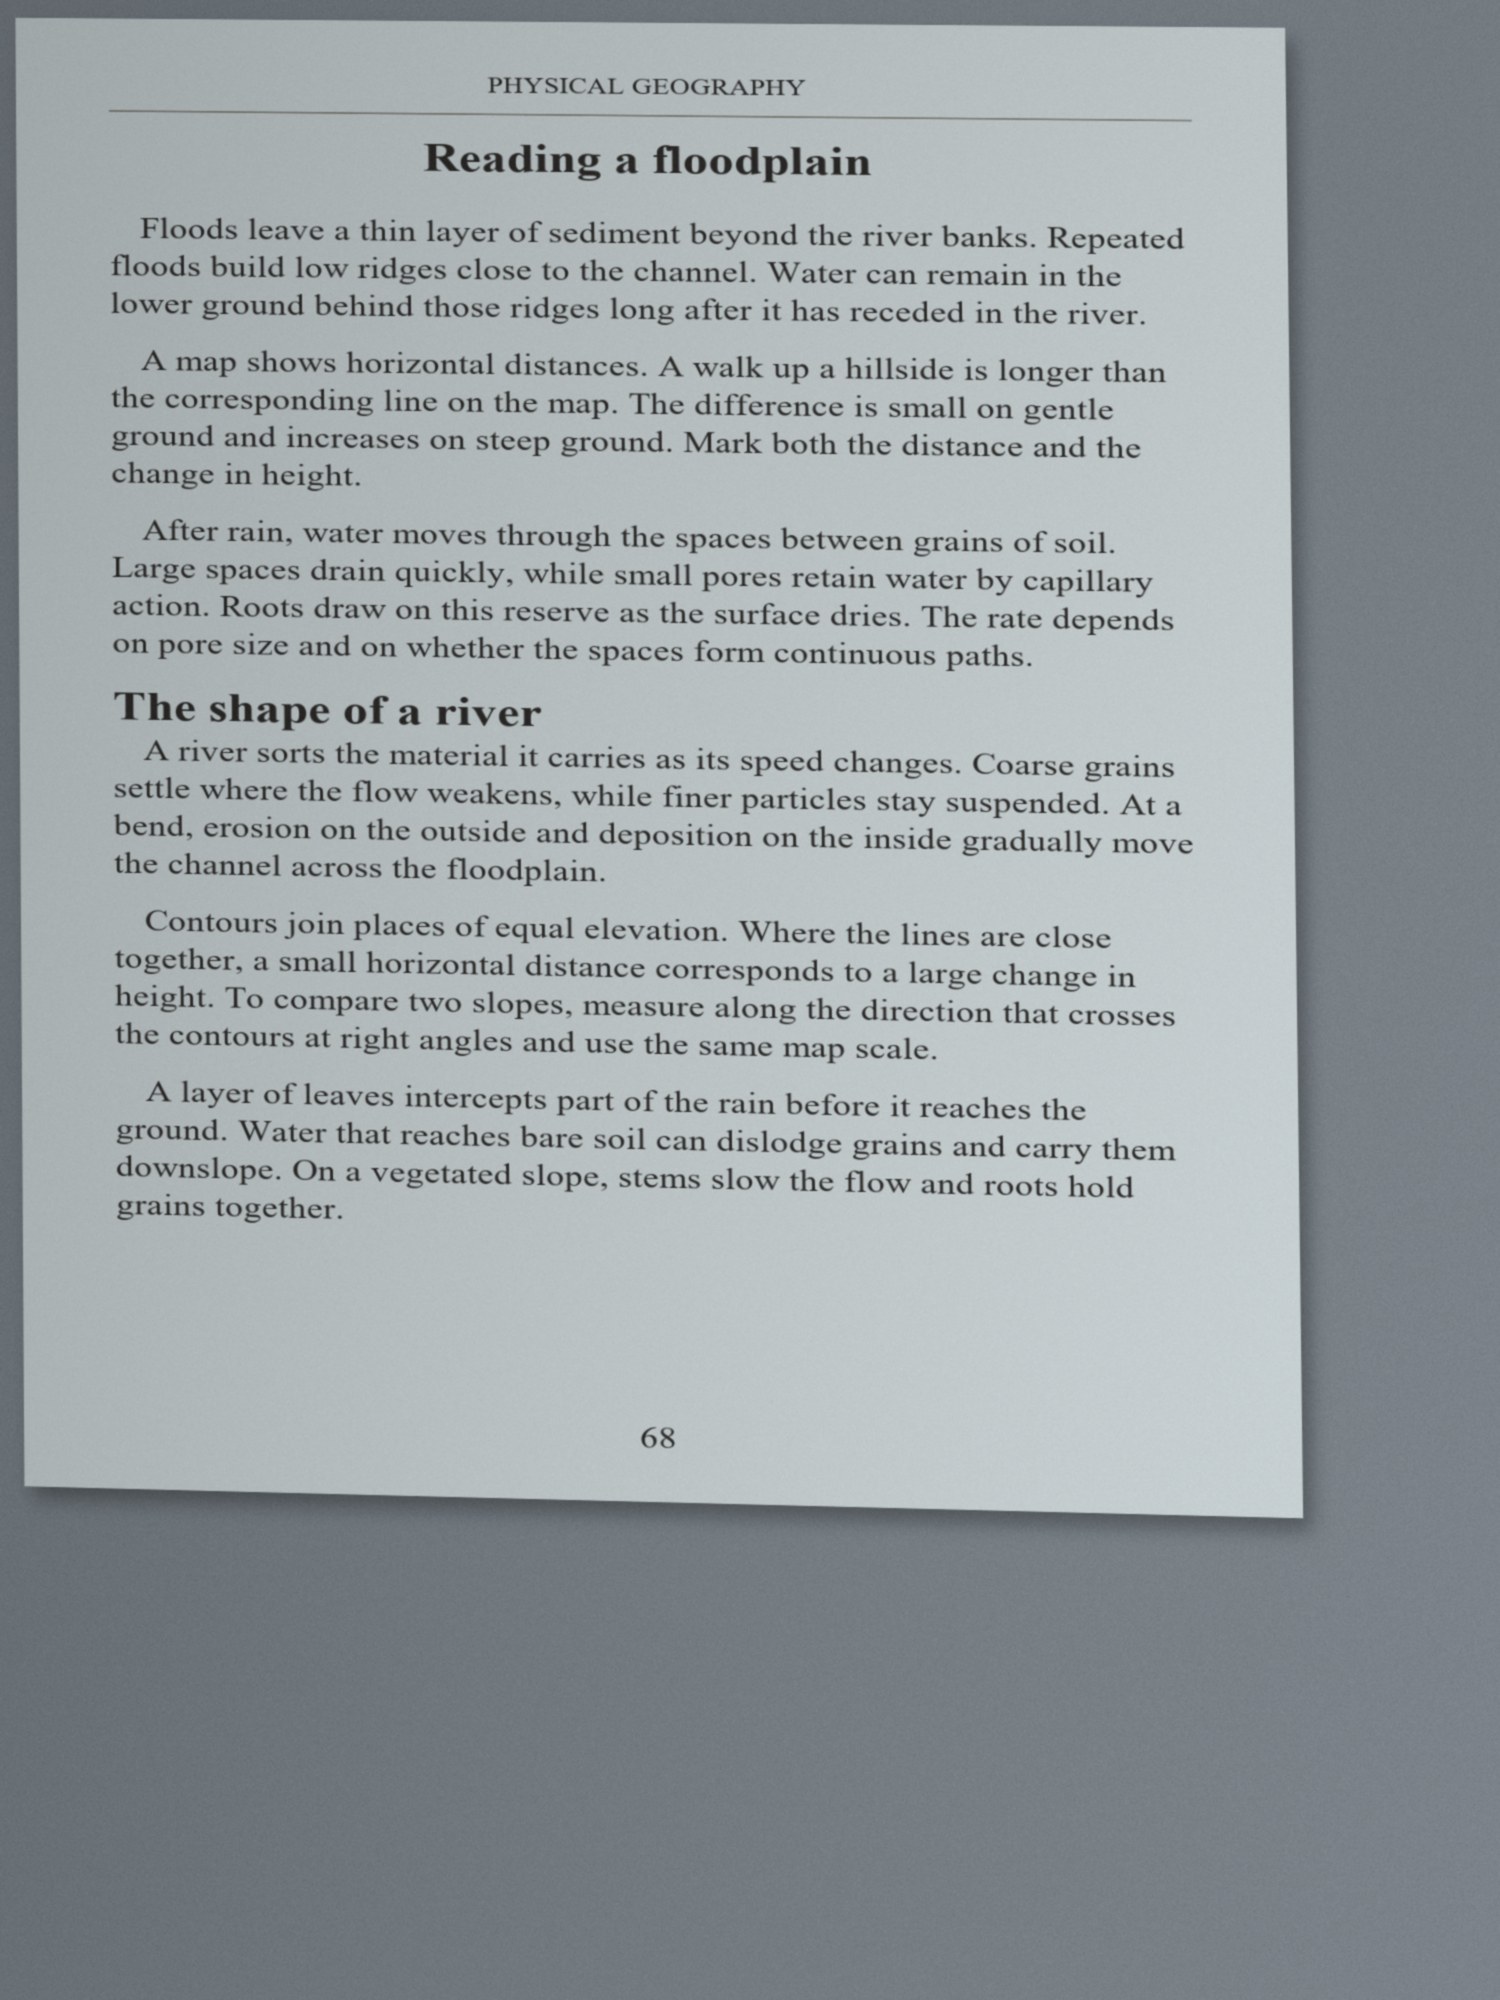 PHYSICAL GEOGRAPHY
Reading a floodplain
Floods leave a thin layer of sediment beyond the river banks. Repeated
floods build low ridges close to the channel. Water can remain in the
lower ground behind those ridges long after it has receded in the river.
A map shows horizontal distances. A walk up a hillside is longer than
the corresponding line on the map. The difference is small on gentle
ground and increases on steep ground. Mark both the distance and the
change in height.
After rain, water moves through the spaces between grains of soil.
Large spaces drain quickly, while small pores retain water by capillary
action. Roots draw on this reserve as the surface dries. The rate depends
on pore size and on whether the spaces form continuous paths.
The shape of a river
A river sorts the material it carries as its speed changes. Coarse grains
settle where the flow weakens, while finer particles stay suspended. At a
bend, erosion on the outside and deposition on the inside gradually move
the channel across the floodplain.
Contours join places of equal elevation. Where the lines are close
together, a small horizontal distance corresponds to a large change in
height. To compare two slopes, measure along the direction that crosses
the contours at right angles and use the same map scale.
A layer of leaves intercepts part of the rain before it reaches the
ground. Water that reaches bare soil can dislodge grains and carry them
downslope. On a vegetated slope, stems slow the flow and roots hold
grains together.
68